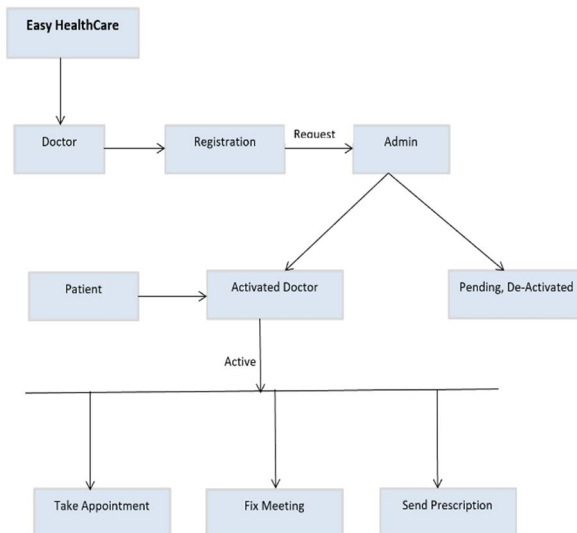 Easy HealthCare
Doctor
Registration
Request
Admin
Patient
Activated Doctor
Pending, De-Activated
Active
Take Appointment
Fix Meeting
Send Prescription